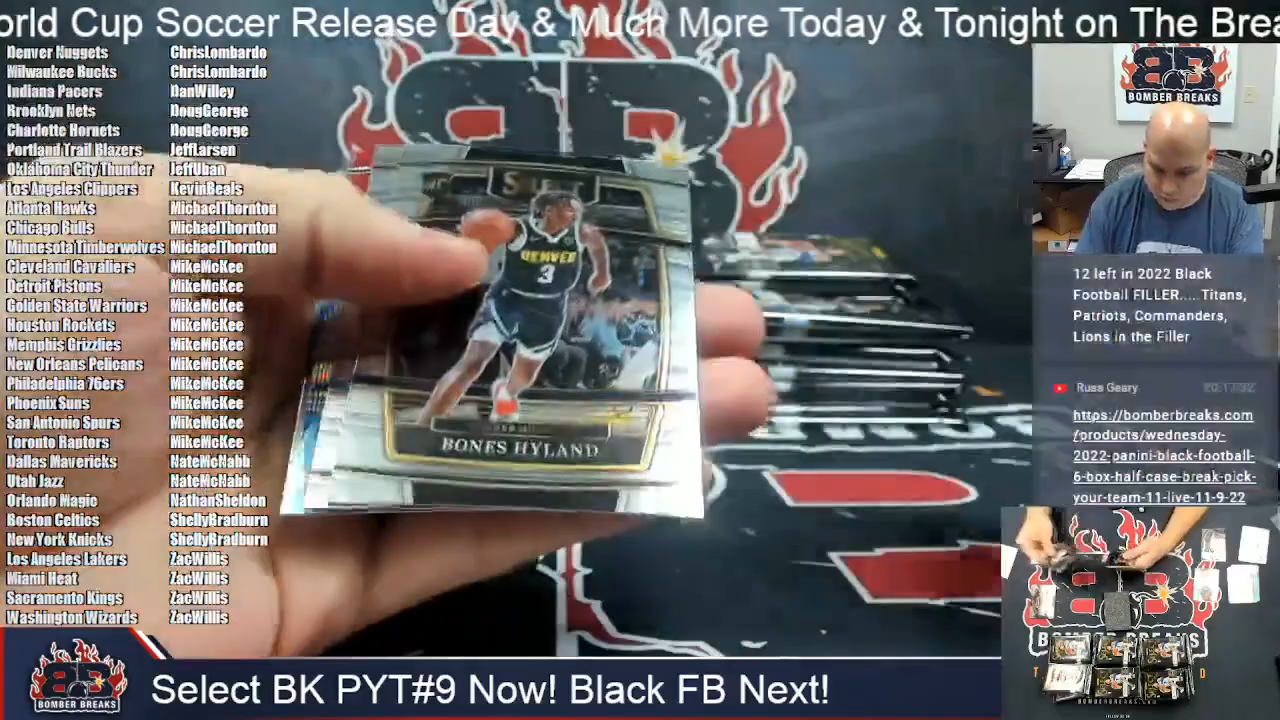 orld Cup Soccer Release Day & Much More Today & Tonight on The Brea
Denver Nuggets ChrisLombardo
Milwaukee Bucks ChrisLombardo
Indiana Pacers DanWilley
Brooklyn Nets DougGeorge
Charlotte Hornets DougGeorge
Portland Trail Blazers JeffLarsen
Oklahoma City Thunder JeffUban
Los Angeles Clippers KevinBeals
Atlanta Hawks MichaelThornton
Chicago Bulls MichaelThornton
Minnesota Timberwolves MichaelThornton
Cleveland Cavaliers MikeMcKee
Detroit Pistons MikeMcKee
Golden State Warriors MikeMcKee
Houston Rockets MikeMcKee
Memphis Grizzlies MikeMcKee
New Orleans Pelicans MikeMcKee
Philadelphia 76ers MikeMcKee
Phoenix Suns MikeMcKee
San Antonio Spurs MikeMcKee
Toronto Raptors MikeMcKee
Dallas Mavericks NateMcNabb
Utah Jazz NateMcNabb
Orlando Magic NathanSheldon
Boston Celtics ShellyBradburn
New York Knicks ShellyBradburn
Los Angeles Lakers ZacWillis
Miami Heat ZacWillis
Sacramento Kings ZacWillis
Washington Wizards ZacWillis
DENVER
3
BONES HYLAND
BOMBER BREAKS
12 left in 2022 Black
Football FILLER.... Titans,
Patriots, Commanders,
Lions in the Filler
Russ Geary
https://bomberbreaks.com
/products/wednesday-
2022-panini-black-football-
6-box-half-case-break-pick-
your-team-11-live-11-9-22
BOMBER BREAKS
BOMBER BREAKS
Select BK PYT#9 Now! Black FB Next!